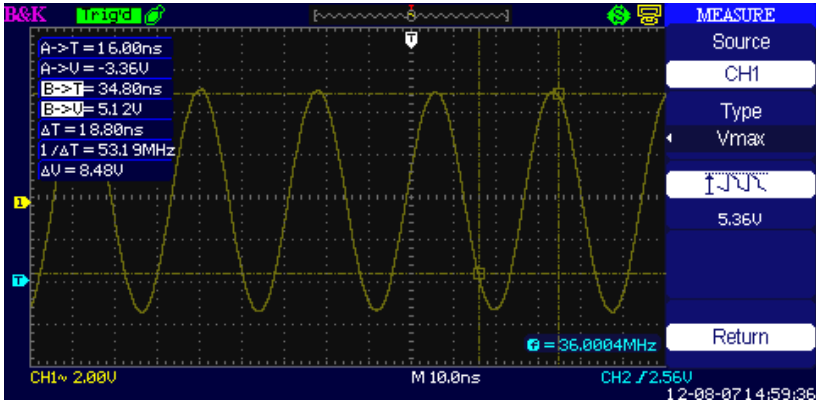 B&K Trig'd S MEASURE
T
A->T=16.00ns
A->V=-3.36V
B->T=34.80ns
B->V=5.12V
ΔT=18.80ns
1/ΔT=53.19MHz
ΔV=8.48V
1
T
Source
CH1
Type
Vmax
5.36V
Return
f=36.0004MHz
CH1~ 2.00V M 10.0ns CH2 /2.56V
12-08-07 14:59:36